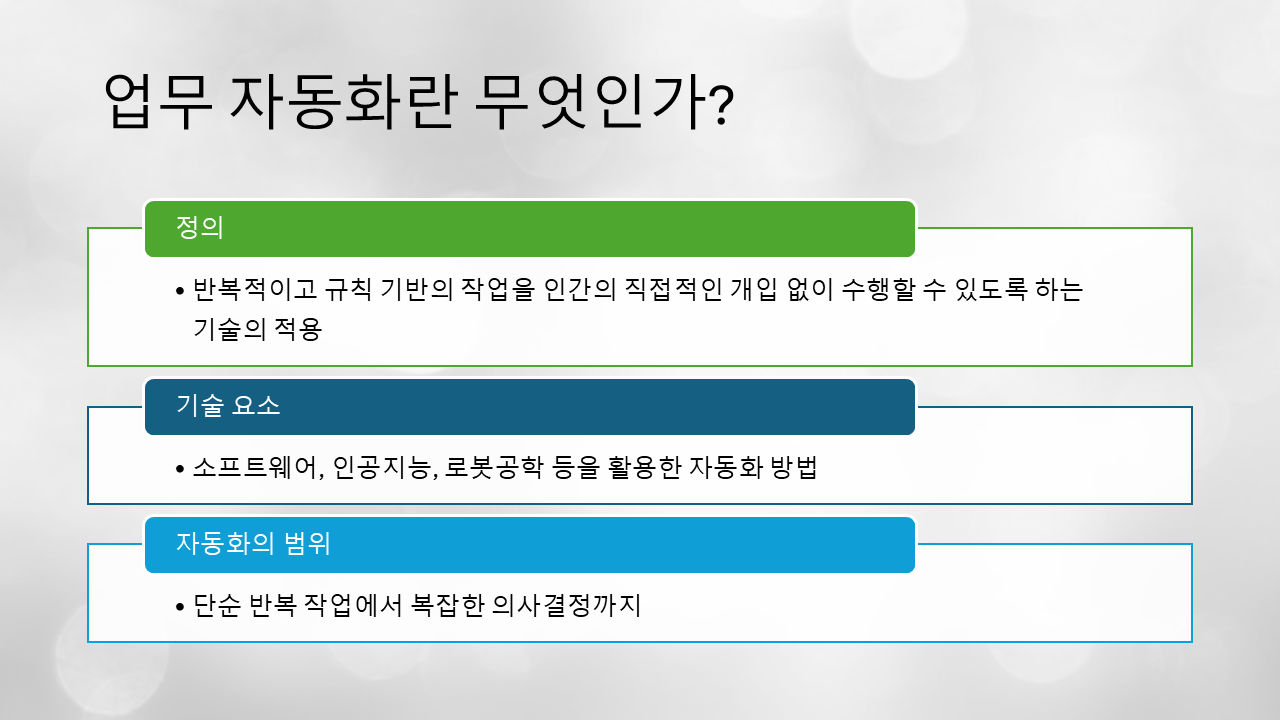 업무 자동화란 무엇인가?
정의
• 반복적이고 규칙 기반의 작업을 인간의 직접적인 개입 없이 수행할 수 있도록 하는
기술의 적용
기술 요소
• 소프트웨어, 인공지능, 로봇공학 등을 활용한 자동화 방법
자동화의 범위
• 단순 반복 작업에서 복잡한 의사결정까지